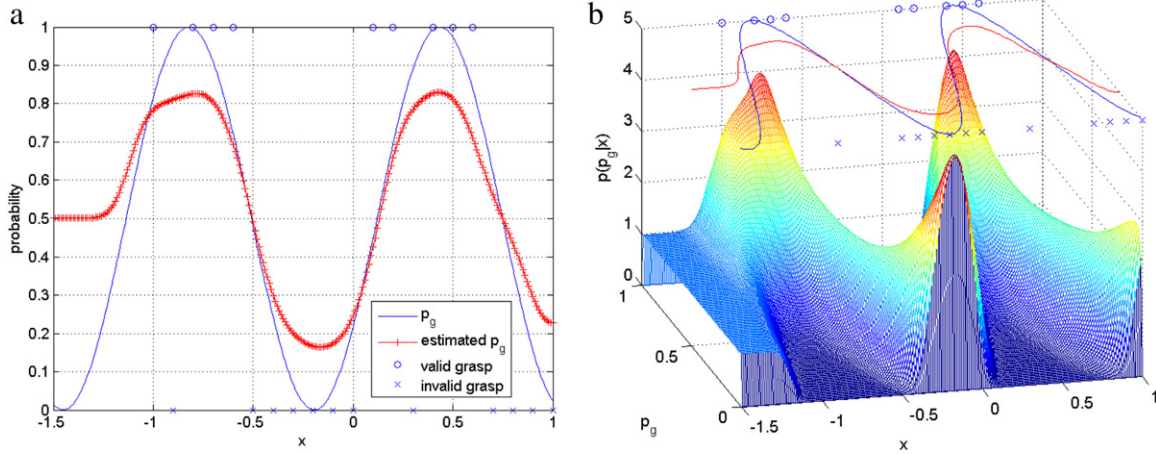 a
probability
1
0.9
0.8
0.7
0.6
0.5
0.4
0.3
0.2
0.1
0
-1.5 -1 -0.5 0 0.5 1
x
p_g
estimated p_g
valid grasp
invalid grasp
b
p(p_g|x)
5
4
3
2
1
0
1
0.5
0
p_g
-1.5 -1 -0.5 0 0.5 1
x